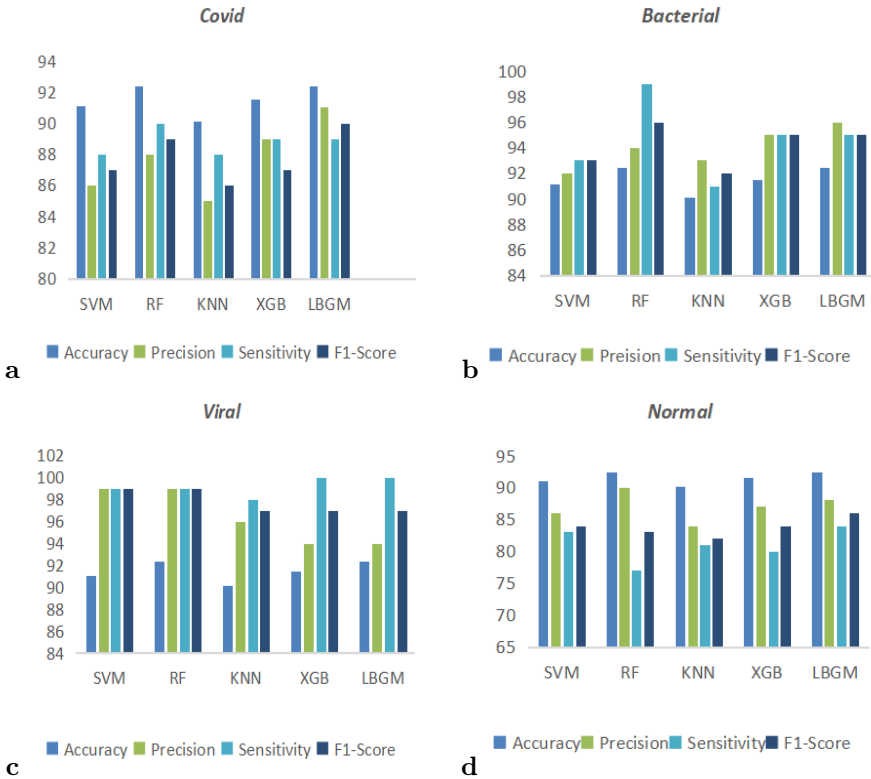 Covid
94
92
90
88
86
84
82
80
SVM RF KNN XGB LBGM
Accuracy Precision Sensitivity F1-Score
a
Bacterial
100
98
96
94
92
90
88
86
84
SVM RF KNN XGB LBGM
Accuracy Preision Sensitivity F1-Score
b
Viral
102
100
98
96
94
92
90
88
86
84
SVM RF KNN XGB LBGM
Accuracy Precision Sensitivity F1-Score
c
Normal
95
90
85
80
75
70
65
SVM RF KNN XGB LBGM
Accuracy Precision Sensitivity F1-Score
d